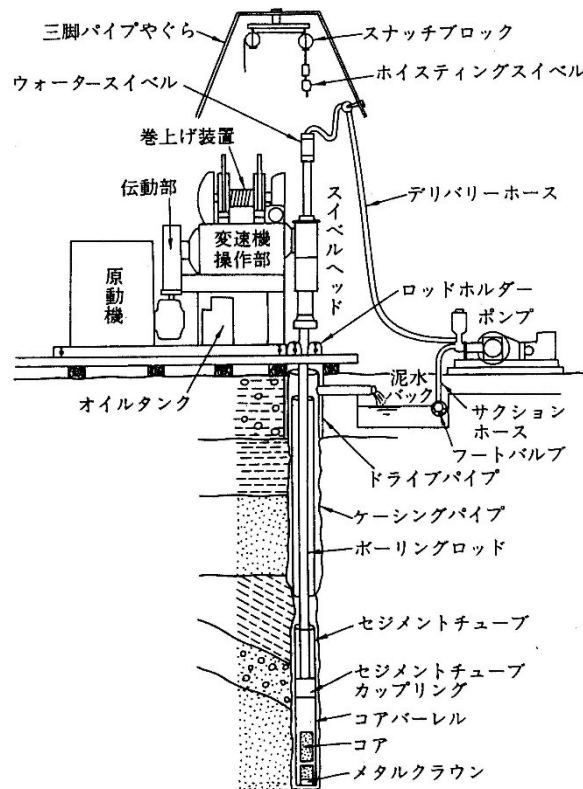 三脚パイプやぐら
スナッチブロック
ホイスティングスイベル
ウォータースイベル
巻上げ装置
伝動部
デリバリーホース
スイベルヘッド
変速機
操作部
原動機
ロッドホルダー
ポンプ
オイルタンク
泥水
バック
サクション
ホース
フートバルブ
ドライブパイプ
ケーシングパイプ
ボーリングロッド
セジメントチューブ
セジメントチューブ
カップリング
コアバーレル
コア
メタルクラウン